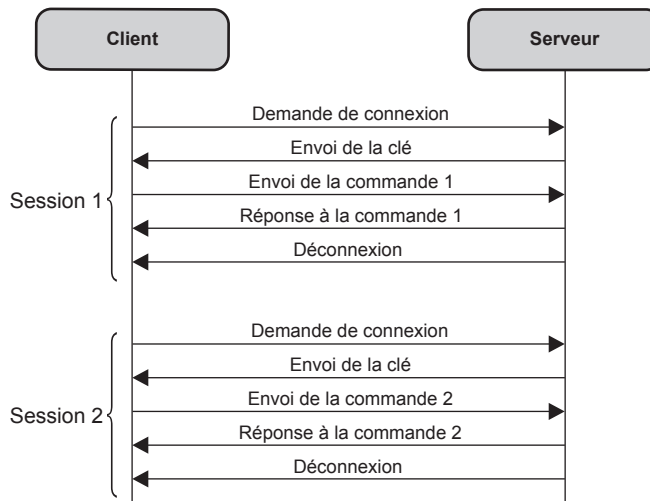 Client
Serveur
Demande de connexion
Envoi de la clé
Session 1
Envoi de la commande 1
Réponse à la commande 1
Déconnexion
Demande de connexion
Envoi de la clé
Session 2
Envoi de la commande 2
Réponse à la commande 2
Déconnexion